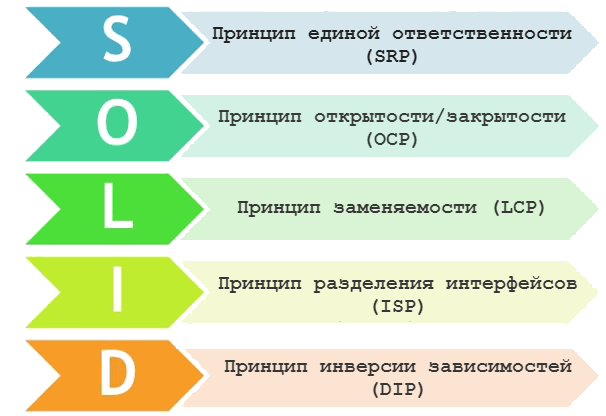 S
Принцип единой ответственности
(SRP)
O
Принцип открытости/закрытости
(OCP)
L
Принцип заменяемости (LCP)
I
Принцип разделения интерфейсов
(ISP)
D
Принцип инверсии зависимостей
(DIP)